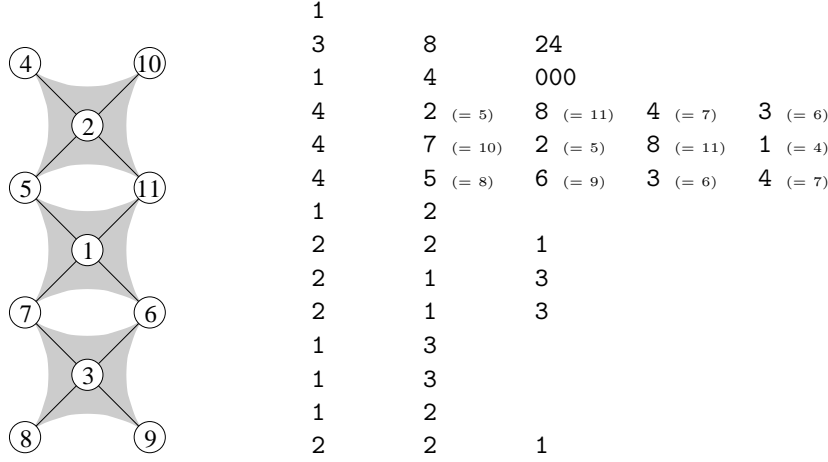 1
3 8 24
4 10
1 4 000
2
4 2 (= 5) 8 (= 11) 4 (= 7) 3 (= 6)
4 7 (= 10) 2 (= 5) 8 (= 11) 1 (= 4)
5 11
4 5 (= 8) 6 (= 9) 3 (= 6) 4 (= 7)
1 2
1
2 2 1
2 1 3
7 6
2 1 3
1 3
3
1 3
1 2
8 9
2 2 1